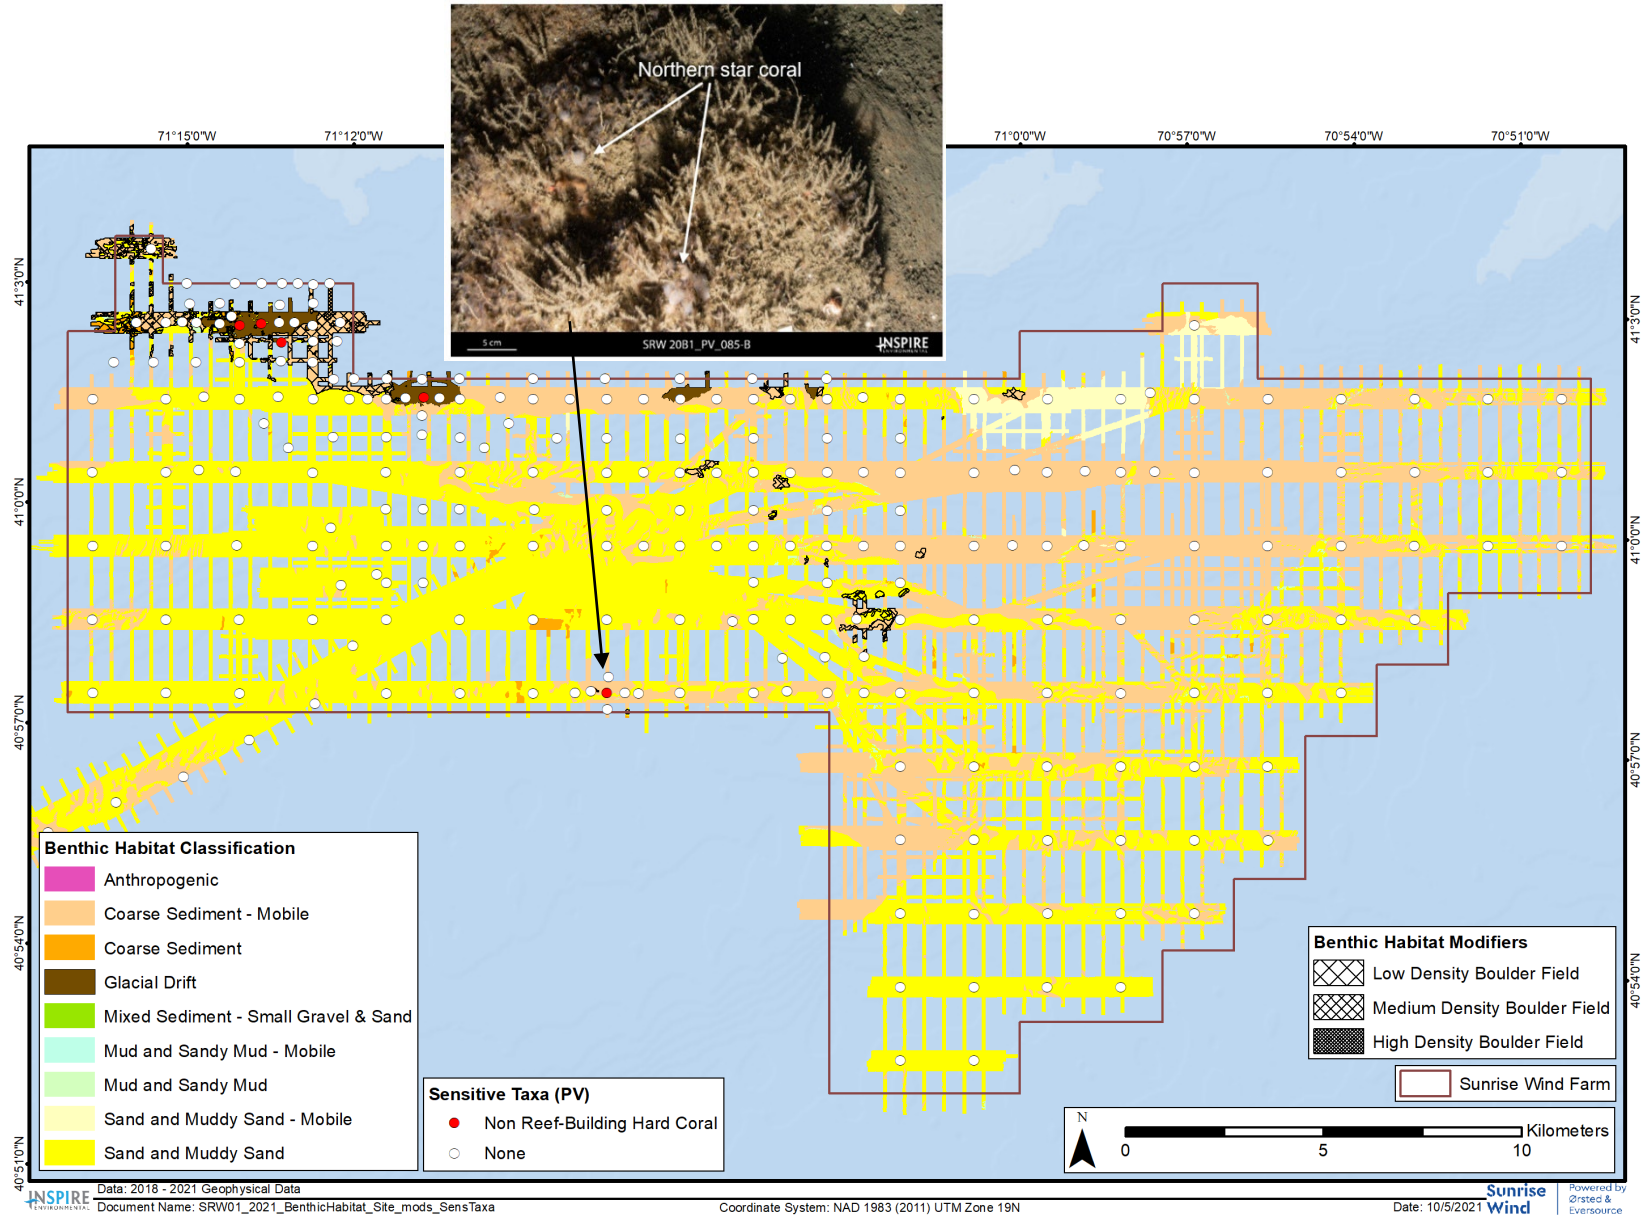 Northern star coral
5 cm
SRW 20B1_PV_085-B
INSPIRE
ENVIRONMENTAL
71°15'0"W
71°12'0"W
71°0'0"W
70°57'0"W
70°54'0"W
70°51'0"W
41°3'0"N
41°0'0"N
40°57'0"N
40°54'0"N
40°51'0"N
41°3'0"N
41°0'0"N
40°57'0"N
40°54'0"N
Benthic Habitat Classification
Anthropogenic
Coarse Sediment - Mobile
Coarse Sediment
Glacial Drift
Mixed Sediment - Small Gravel & Sand
Mud and Sandy Mud - Mobile
Mud and Sandy Mud
Sand and Muddy Sand - Mobile
Sand and Muddy Sand
Sensitive Taxa (PV)
Non Reef-Building Hard Coral
None
Benthic Habitat Modifiers
Low Density Boulder Field
Medium Density Boulder Field
High Density Boulder Field
Sunrise Wind Farm
N
Kilometers
0 5 10
INSPIRE
ENVIRONMENTAL
Data: 2018 - 2021 Geophysical Data
Document Name: SRW01_2021_BenthicHabitat_Site_mods_SensTaxa
Coordinate System: NAD 1983 (2011) UTM Zone 19N
Date: 10/5/2021
Sunrise
Wind
Powered by
Ørsted &
Eversource